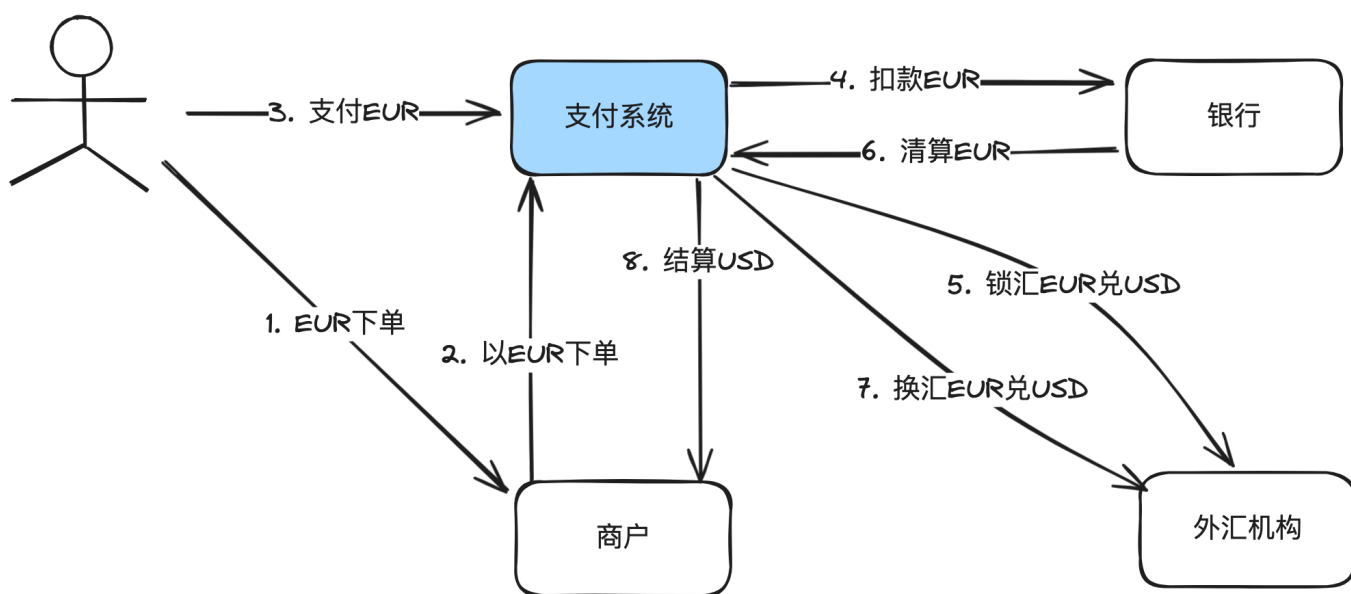 3. 支付EUR
支付系统
4. 扣款EUR
银行
6. 清算EUR
8. 结算USD
5. 锁汇EUR兑USD
1. EUR下单
2. 以EUR下单
7. 换汇EUR兑USD
商户
外汇机构